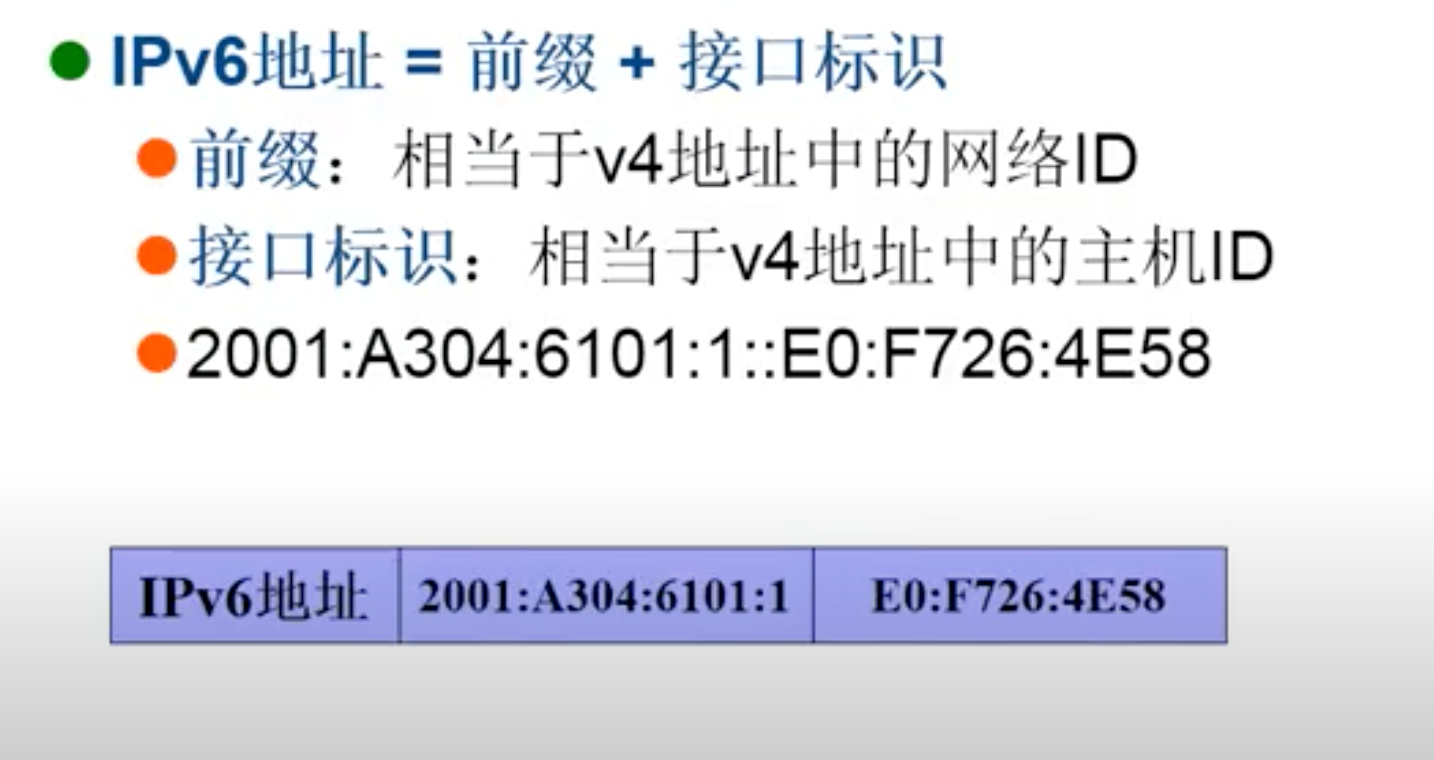 IPv6地址 = 前缀 + 接口标识
前缀： 相当于v4地址中的网络ID
接口标识： 相当于v4地址中的主机ID
2001:A304:6101:1::E0:F726:4E58
IPv6地址 2001:A304:6101:1 E0:F726:4E58